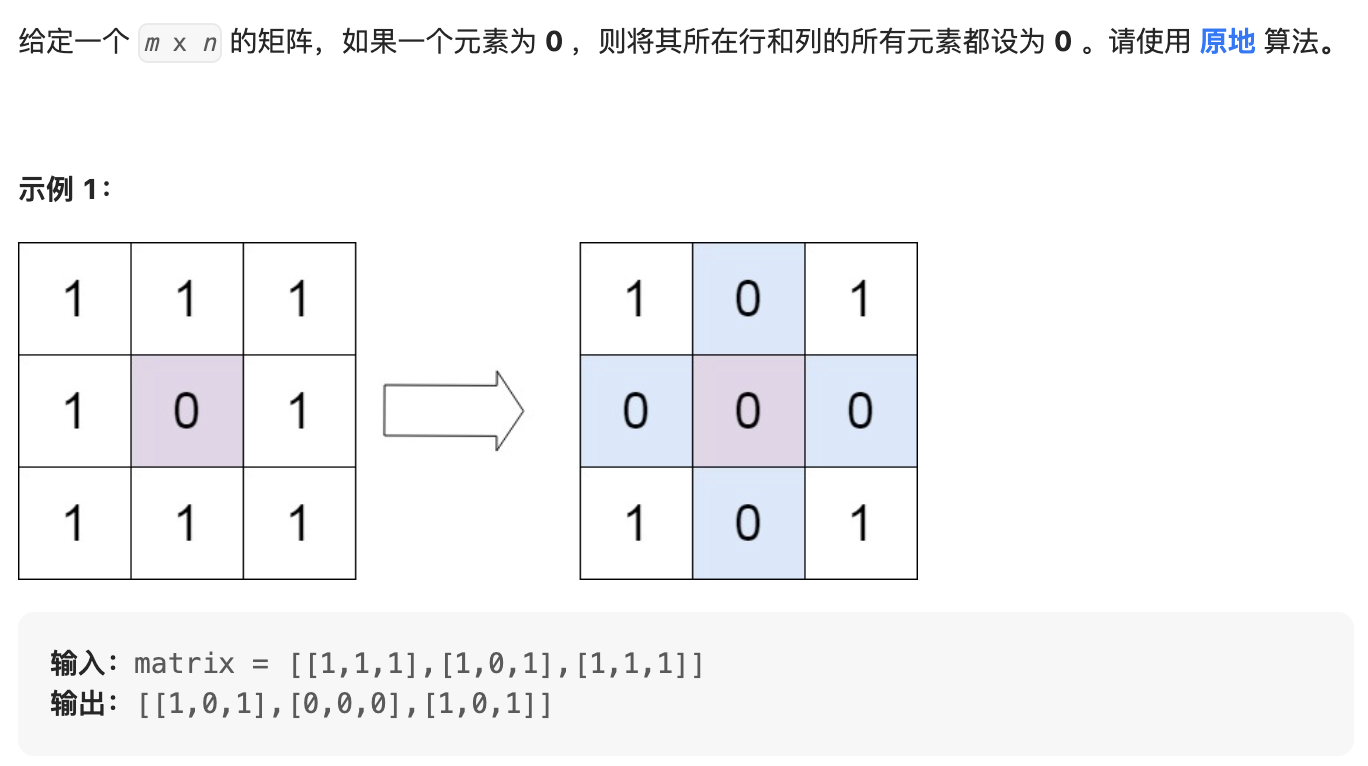 给定一个 m x n 的矩阵，如果一个元素为 0 ，则将其所在行和列的所有元素都设为 0 。请使用 原地 算法。
示例 1：
1 1 1 1 0 1
1 0 1 0 0 0
1 1 1 1 0 1
输入：matrix = [[1,1,1],[1,0,1],[1,1,1]]
输出：[[1,0,1],[0,0,0],[1,0,1]]